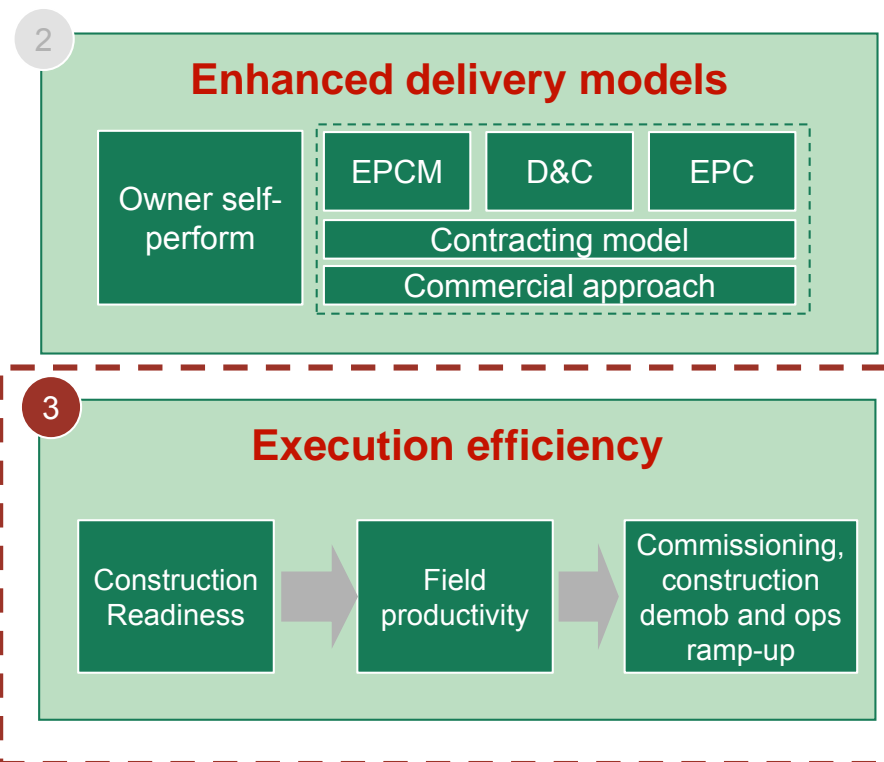 2
Enhanced delivery models
Owner self-
perform
EPCM
D&C
EPC
Contracting model
Commercial approach
3
Execution efficiency
Construction
Readiness
Field
productivity
Commissioning,
construction
demob and ops
ramp-up